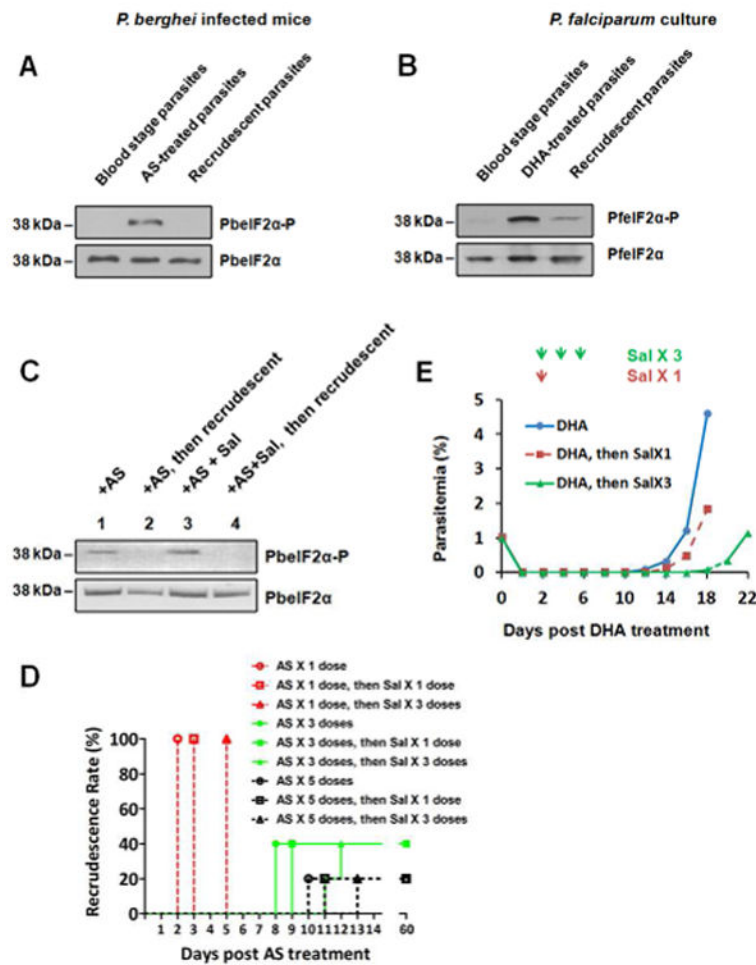 P. berghei infected mice
P. falciparum culture
A
Blood stage parasites
AS-treated parasites
Recrudescent parasites
38 kDa
PbeIF2α-P
38 kDa
PbeIF2α
B
Blood stage parasites
DHA-treated parasites
Recrudescent parasites
38 kDa
PfeIF2α-P
38 kDa
PfeIF2α
C
+AS
+AS, then recrudescent
+AS + Sal
+AS+Sal, then recrudescent
1 2 3 4
38 kDa
PbeIF2α-P
38 kDa
PbeIF2α
E
Sal X 3
Sal X 1
DHA
DHA, then SalX1
DHA, then SalX3
Parasitemia (%)
5
4
3
2
1
0
0 2 6 10 14 18 22
Days post DHA treatment
D
AS X 1 dose
AS X 1 dose, then Sal X 1 dose
AS X 1 dose, then Sal X 3 doses
AS X 3 doses
AS X 3 doses, then Sal X 1 dose
AS X 3 doses, then Sal X 3 doses
AS X 5 doses
AS X 5 doses, then Sal X 1 dose
AS X 5 doses, then Sal X 3 doses
Recrudescence Rate (%)
100
80
60
40
20
0
1 2 3 4 5 6 7 8 9 10 11 12 13 14 60
Days post AS treatment